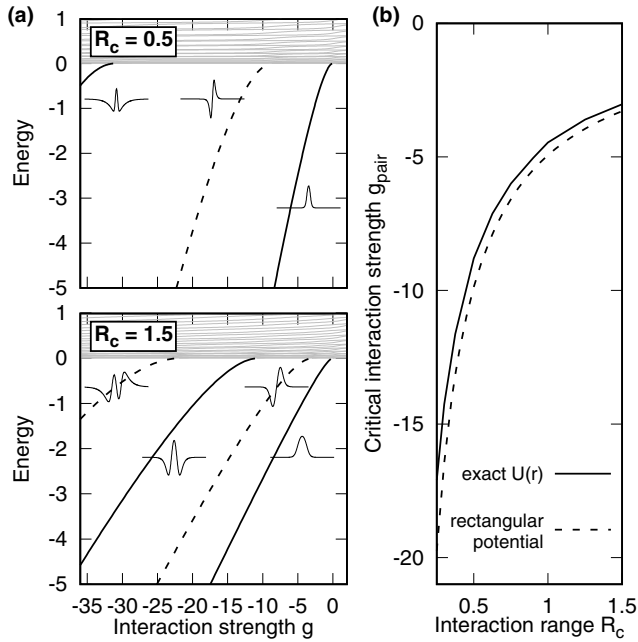 (a)
R_c = 0.5
1
0
-1
-2
-3
-4
-5
Energy
R_c = 1.5
1
0
-1
-2
-3
-4
-5
Energy
-35 -30 -25 -20 -15 -10 -5 0
Interaction strength g
(b)
0
-5
-10
-15
-20
Critical interaction strength g_pair
exact U(r)
rectangular
potential
0.5 1 1.5
Interaction range R_c